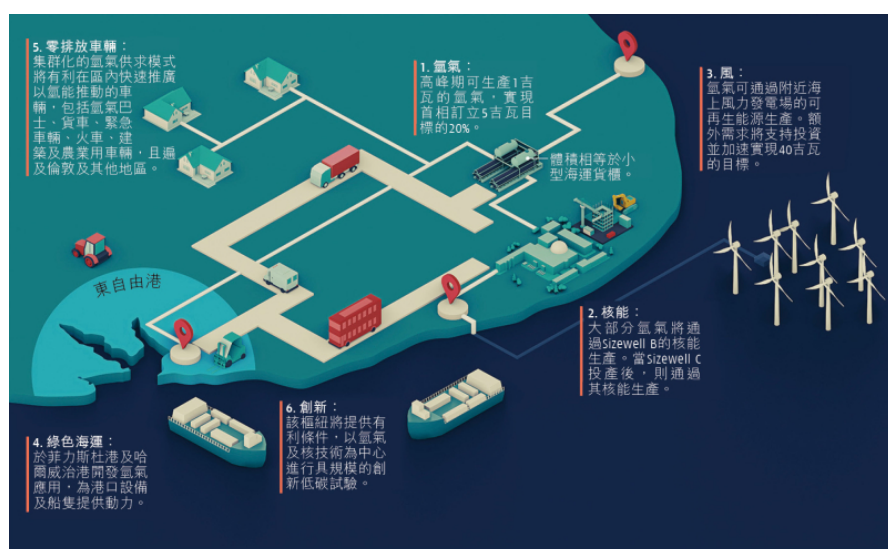 5. 零排放車輛：
集群化的氫氣供求模式
將有利在區內快速推廣
以氫能推動的車
輛，包括氫氣巴
士、貨車、緊急
車輛、火車、建
築及農業用車輛，且遍
及倫敦及其他地區。
1. 氫氣：
高峰期可生產1吉
瓦的氫氣，實現
首相訂立5吉瓦目
標的20%。
體積相等於小
型海運貨櫃。
3. 風：
氫氣可通過附近海
上風力發電場的可
再生能源生產。額
外需求將支持投資
並加速實現40吉瓦
的目標。
東自由港
2. 核能：
大部分氫氣將通
過Sizewell B的核能
生產。當Sizewell C
投產後，則通過
其核能生產。
4. 綠色海運：
於菲力斯杜港及哈
爾威治港開發氫氣
應用，為港口設備
及船隻提供動力。
6. 創新：
該樞紐將提供有
利條件，以氫氣
及核技術為中心
進行具規模的創
新低碳試驗。